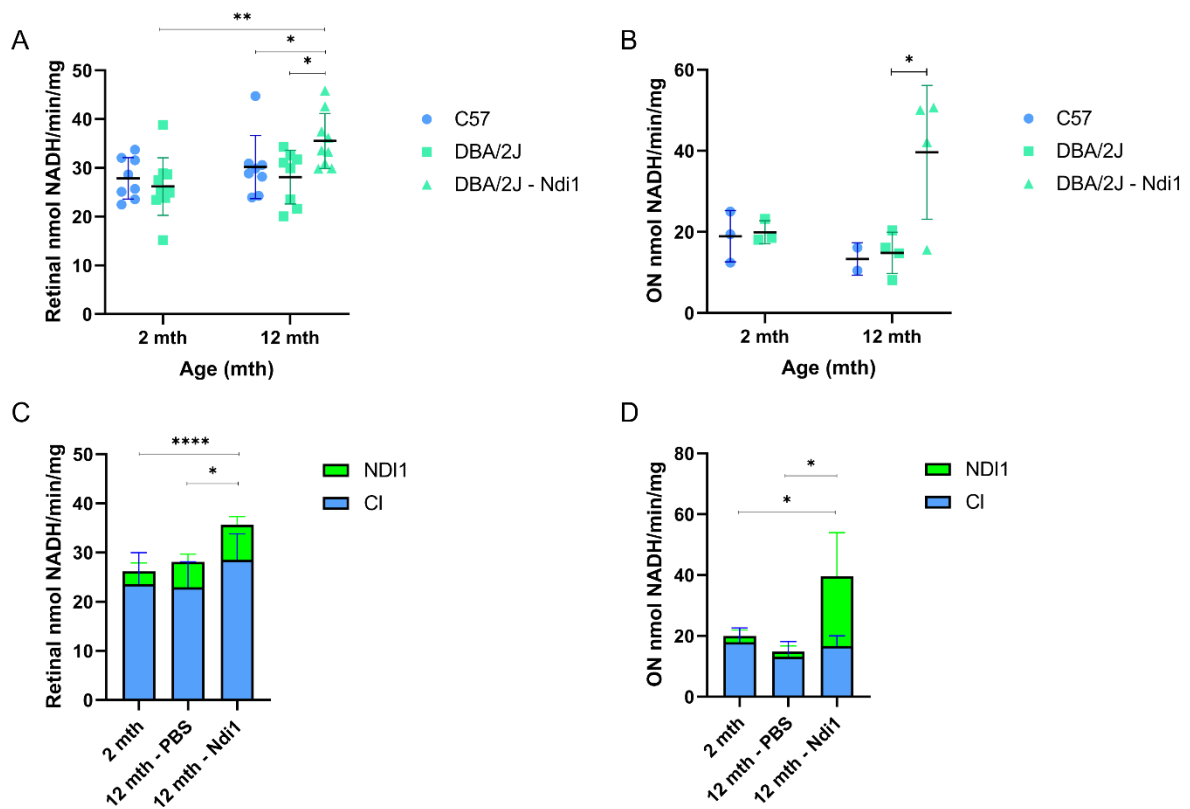 A
**
*
*
Retinal nmol NADH/min/mg
50
40
30
20
10
0
2 mth
12 mth
Age (mth)
C57
DBA/2J
DBA/2J - Ndi1
B
*
ON nmol NADH/min/mg
60
40
20
0
2 mth
12 mth
Age (mth)
C57
DBA/2J
DBA/2J - Ndi1
C
****
*
Retinal nmol NADH/min/mg
50
40
30
20
10
0
2 mth
12 mth - PBS
12 mth - Ndi1
NDI1
CI
D
*
*
ON nmol NADH/min/mg
80
60
40
20
0
2 mth
12 mth - PBS
12 mth - Ndi1
NDI1
CI